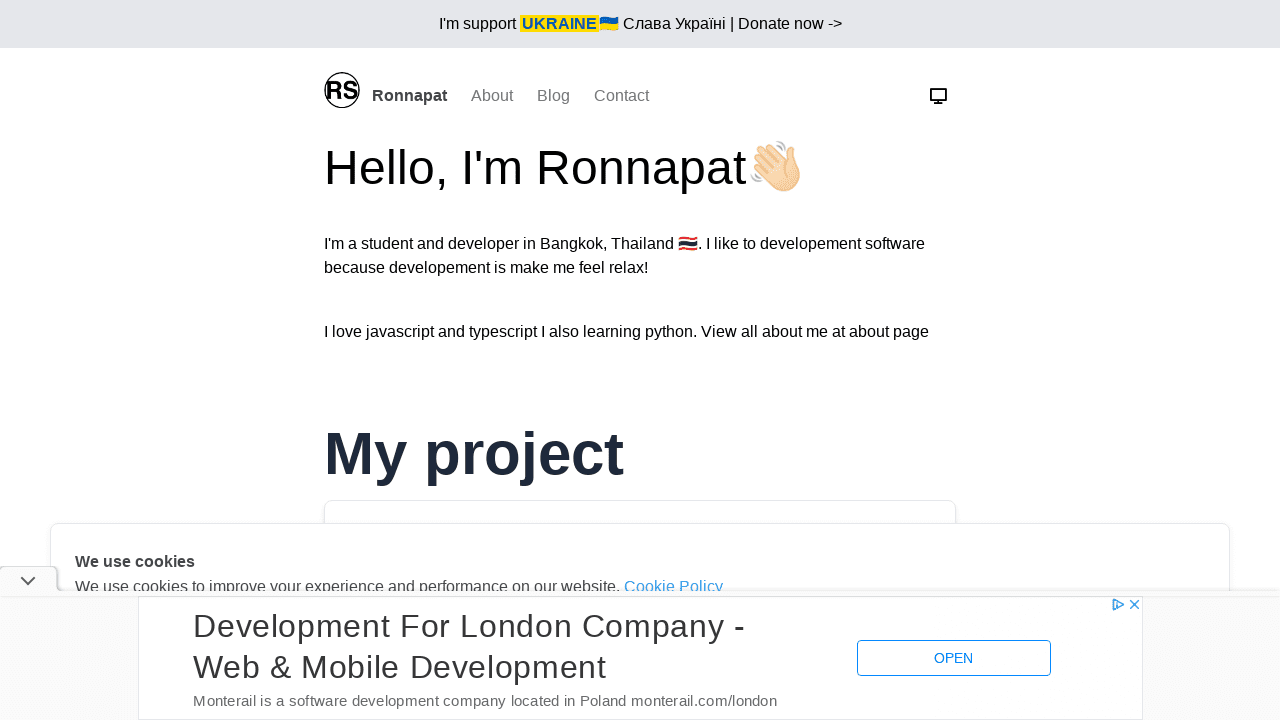 I'm support UKRAINE🇺🇦 Слава Україні | Donate now ->
RS Ronnapat About Blog Contact
Hello, I'm Ronnapat👋🏻
I'm a student and developer in Bangkok, Thailand 🇹🇭. I like to developement software
because developement is make me feel relax!
I love javascript and typescript I also learning python. View all about me at about page
My project
We use cookies
We use cookies to improve your experience and performance on our website. Cookie Policy
Development For London Company -
Web & Mobile Development
Monterail is a software development company located in Poland monterail.com/london
OPEN